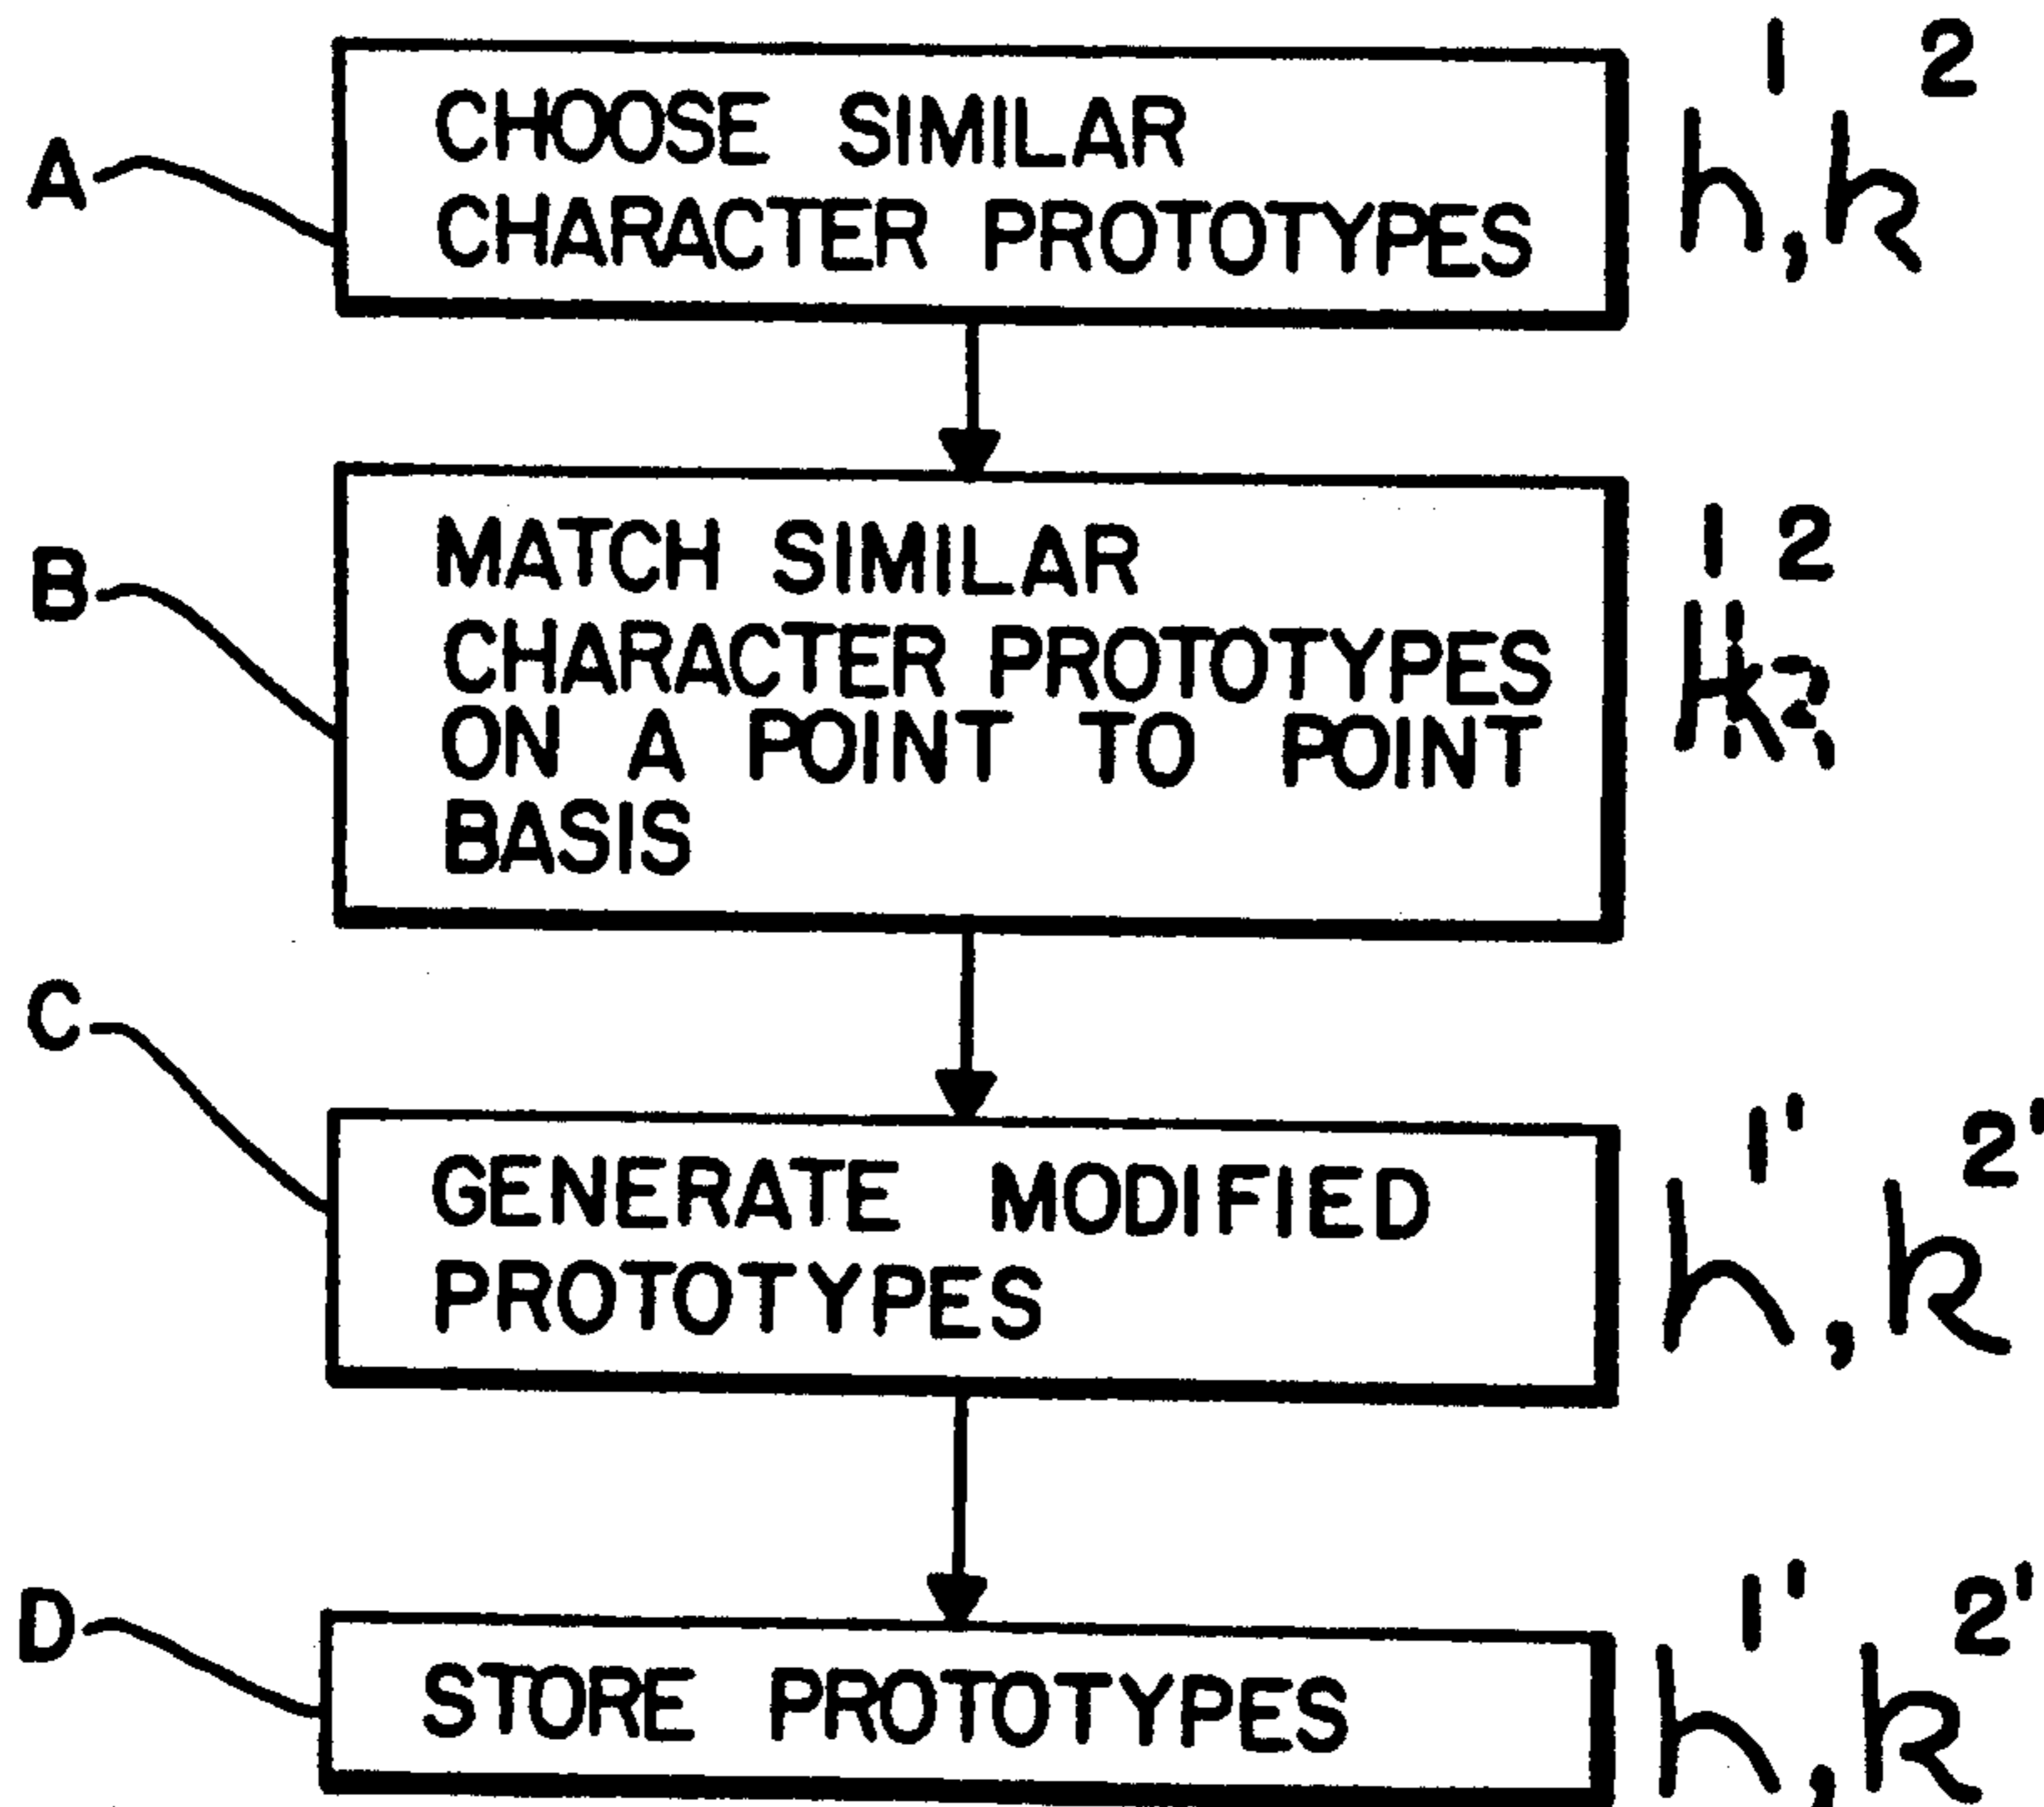 1 2
A
CHOOSE SIMILAR
CHARACTER PROTOTYPES
h, k
1 2
B
MATCH SIMILAR
CHARACTER PROTOTYPES
ON A POINT TO POINT
BASIS
C
1' 2'
GENERATE MODIFIED
PROTOTYPES
h, k
D
1' 2'
STORE PROTOTYPES
h, k